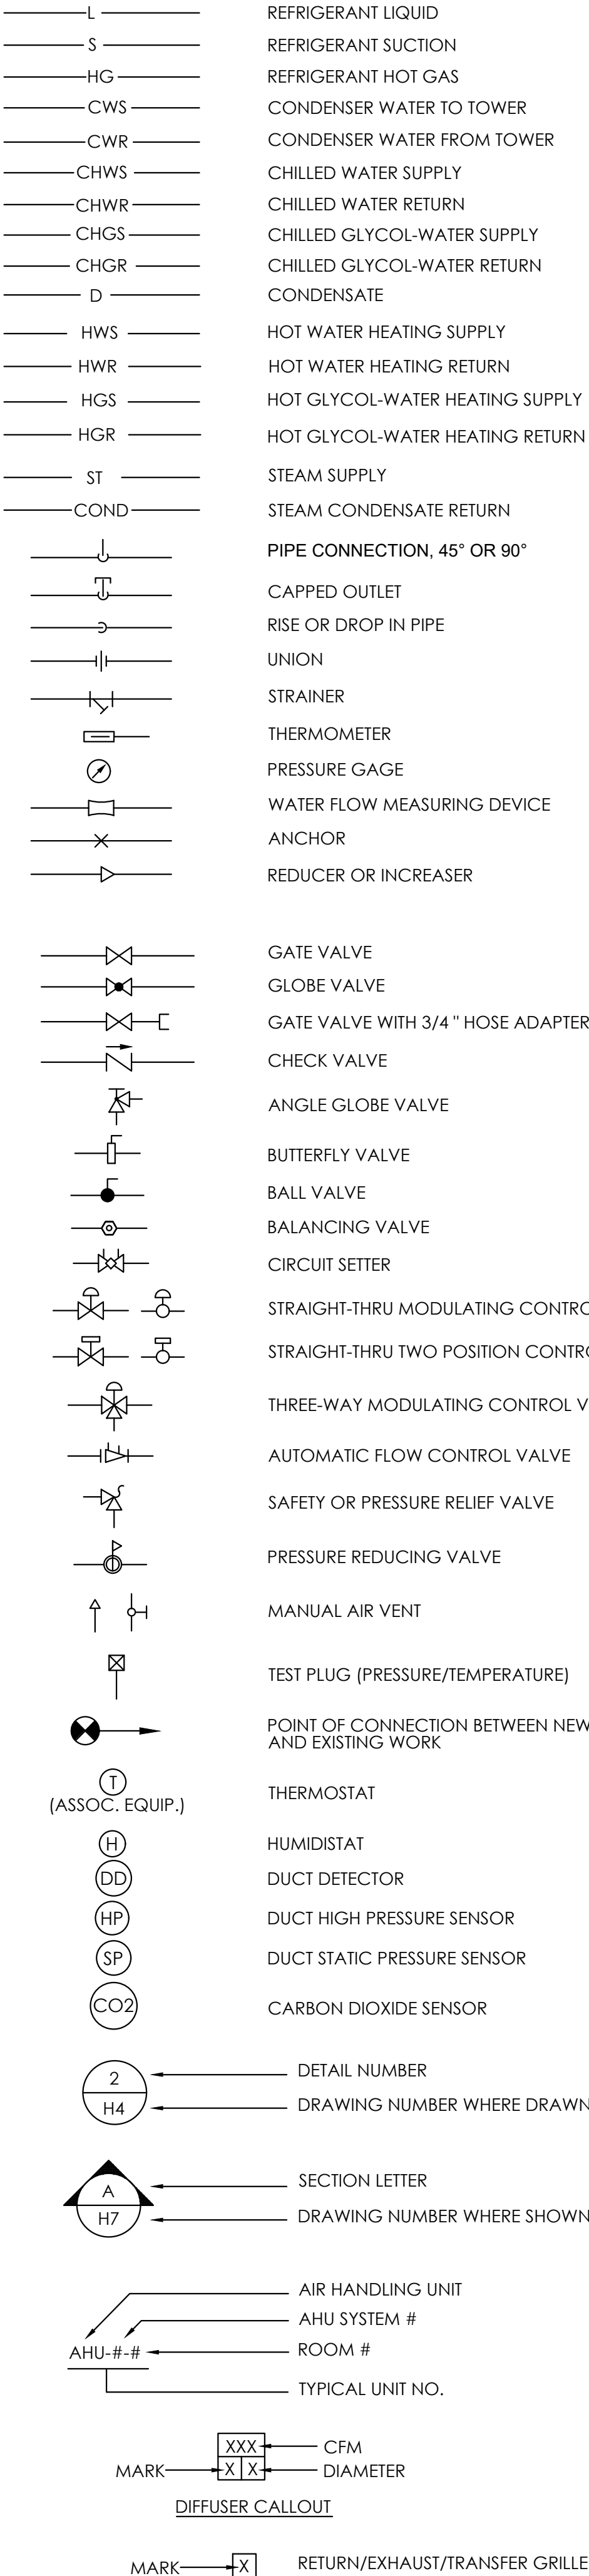 L REFRIGERANT LIQUID
S REFRIGERANT SUCTION
HG REFRIGERANT HOT GAS
CWS CONDENSER WATER TO TOWER
CWR CONDENSER WATER FROM TOWER
CHWS CHILLED WATER SUPPLY
CHWR CHILLED WATER RETURN
CHGS CHILLED GLYCOL-WATER SUPPLY
CHGR CHILLED GLYCOL-WATER RETURN
D CONDENSATE
HWS HOT WATER HEATING SUPPLY
HWR HOT WATER HEATING RETURN
HGS HOT GLYCOL-WATER HEATING SUPPLY
HGR HOT GLYCOL-WATER HEATING RETURN
ST STEAM SUPPLY
COND STEAM CONDENSATE RETURN
PIPE CONNECTION, 45° OR 90°
CAPPED OUTLET
RISE OR DROP IN PIPE
UNION
STRAINER
THERMOMETER
PRESSURE GAGE
WATER FLOW MEASURING DEVICE
ANCHOR
REDUCER OR INCREASER
GATE VALVE
GLOBE VALVE
GATE VALVE WITH 3/4 " HOSE ADAPTER
CHECK VALVE
ANGLE GLOBE VALVE
BUTTERFLY VALVE
BALL VALVE
BALANCING VALVE
CIRCUIT SETTER
STRAIGHT-THRU MODULATING CONTRO
STRAIGHT-THRU TWO POSITION CONTR
THREE-WAY MODULATING CONTROL V
AUTOMATIC FLOW CONTROL VALVE
SAFETY OR PRESSURE RELIEF VALVE
PRESSURE REDUCING VALVE
MANUAL AIR VENT
TEST PLUG (PRESSURE/TEMPERATURE)
POINT OF CONNECTION BETWEEN NEW
AND EXISTING WORK
T THERMOSTAT
(ASSOC. EQUIP.)
H HUMIDISTAT
DD DUCT DETECTOR
HP DUCT HIGH PRESSURE SENSOR
SP DUCT STATIC PRESSURE SENSOR
CO2 CARBON DIOXIDE SENSOR
2 DETAIL NUMBER
H4 DRAWING NUMBER WHERE DRAWN
A SECTION LETTER
H7 DRAWING NUMBER WHERE SHOWN
AIR HANDLING UNIT
AHU SYSTEM #
AHU-#-# ROOM #
TYPICAL UNIT NO.
XXX CFM
MARK X X DIAMETER
DIFFUSER CALLOUT
MARK X RETURN/EXHAUST/TRANSFER GRILLE